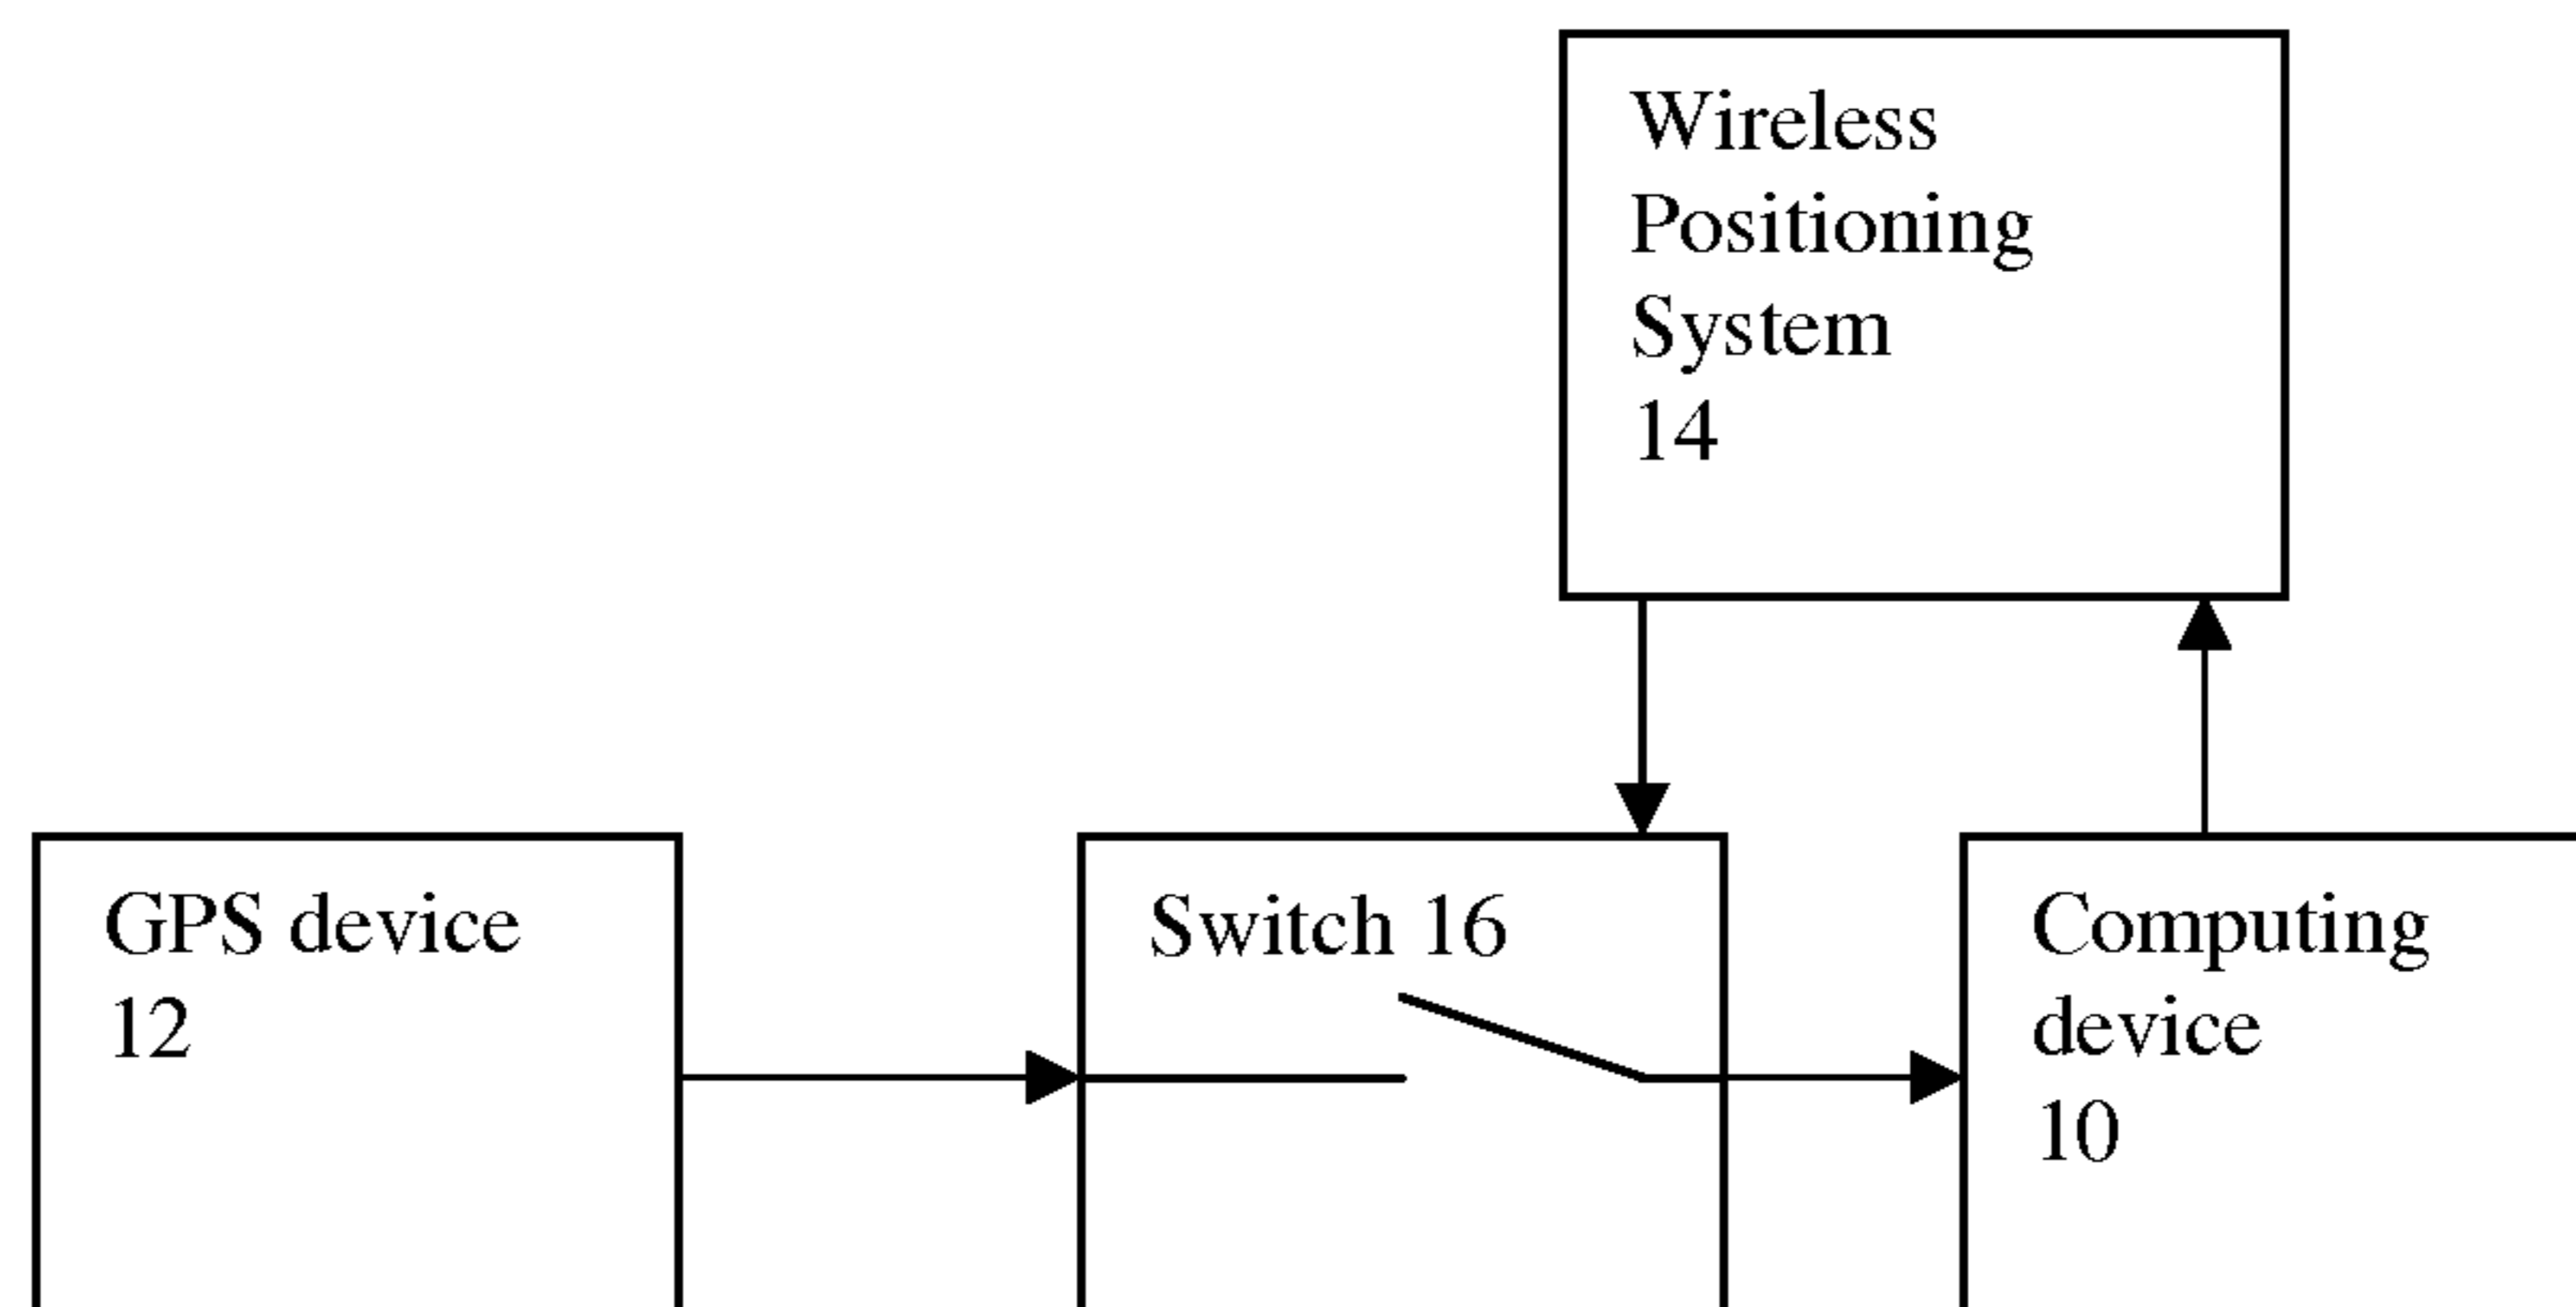 Wireless
Positioning
System
14
GPS device
12
Switch 16
Computing
device
10